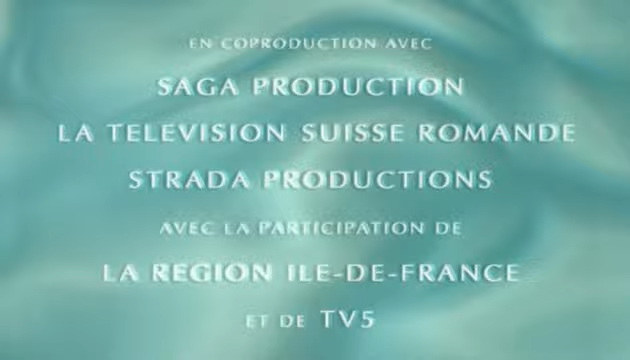 EN COPRODUCTION AVEC
SAGA PRODUCTION
LA TELEVISION SUISSE ROMANDE
STRADA PRODUCTIONS
AVEC LA PARTICIPATION DE
LA REGION ILE-DE-FRANCE
ET DE TV5